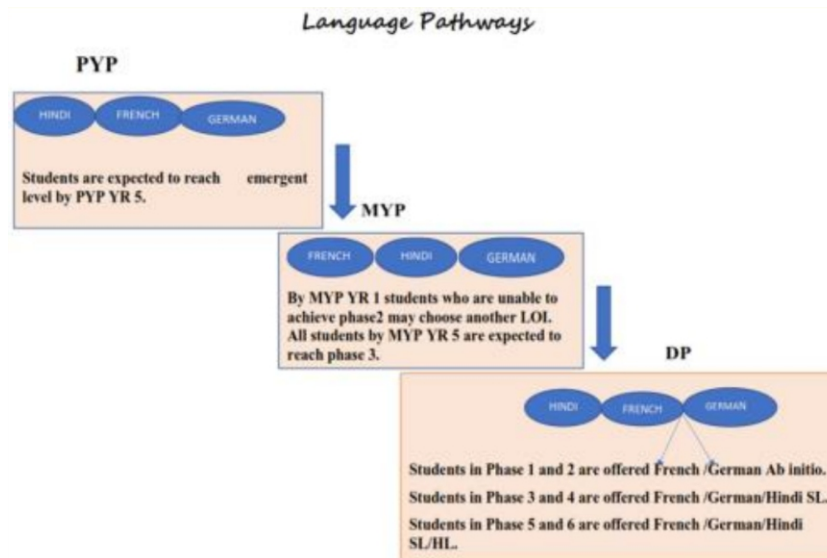 Language Pathways
PYP
HINDI FRENCH GERMAN
Students are expected to reach emergent
level by PYP YR 5.
MYP
FRENCH HINDI GERMAN
By MYP YR 1 students who are unable to
achieve phase2 may choose another LOI.
All students by MYP YR 5 are expected to
reach phase 3.
DP
HINDI FRENCH GERMAN
Students in Phase 1 and 2 are offered French /German Ab initio.
Students in Phase 3 and 4 are offered French /German/Hindi SL.
Students in Phase 5 and 6 are offered French /German/Hindi
SL/HL.